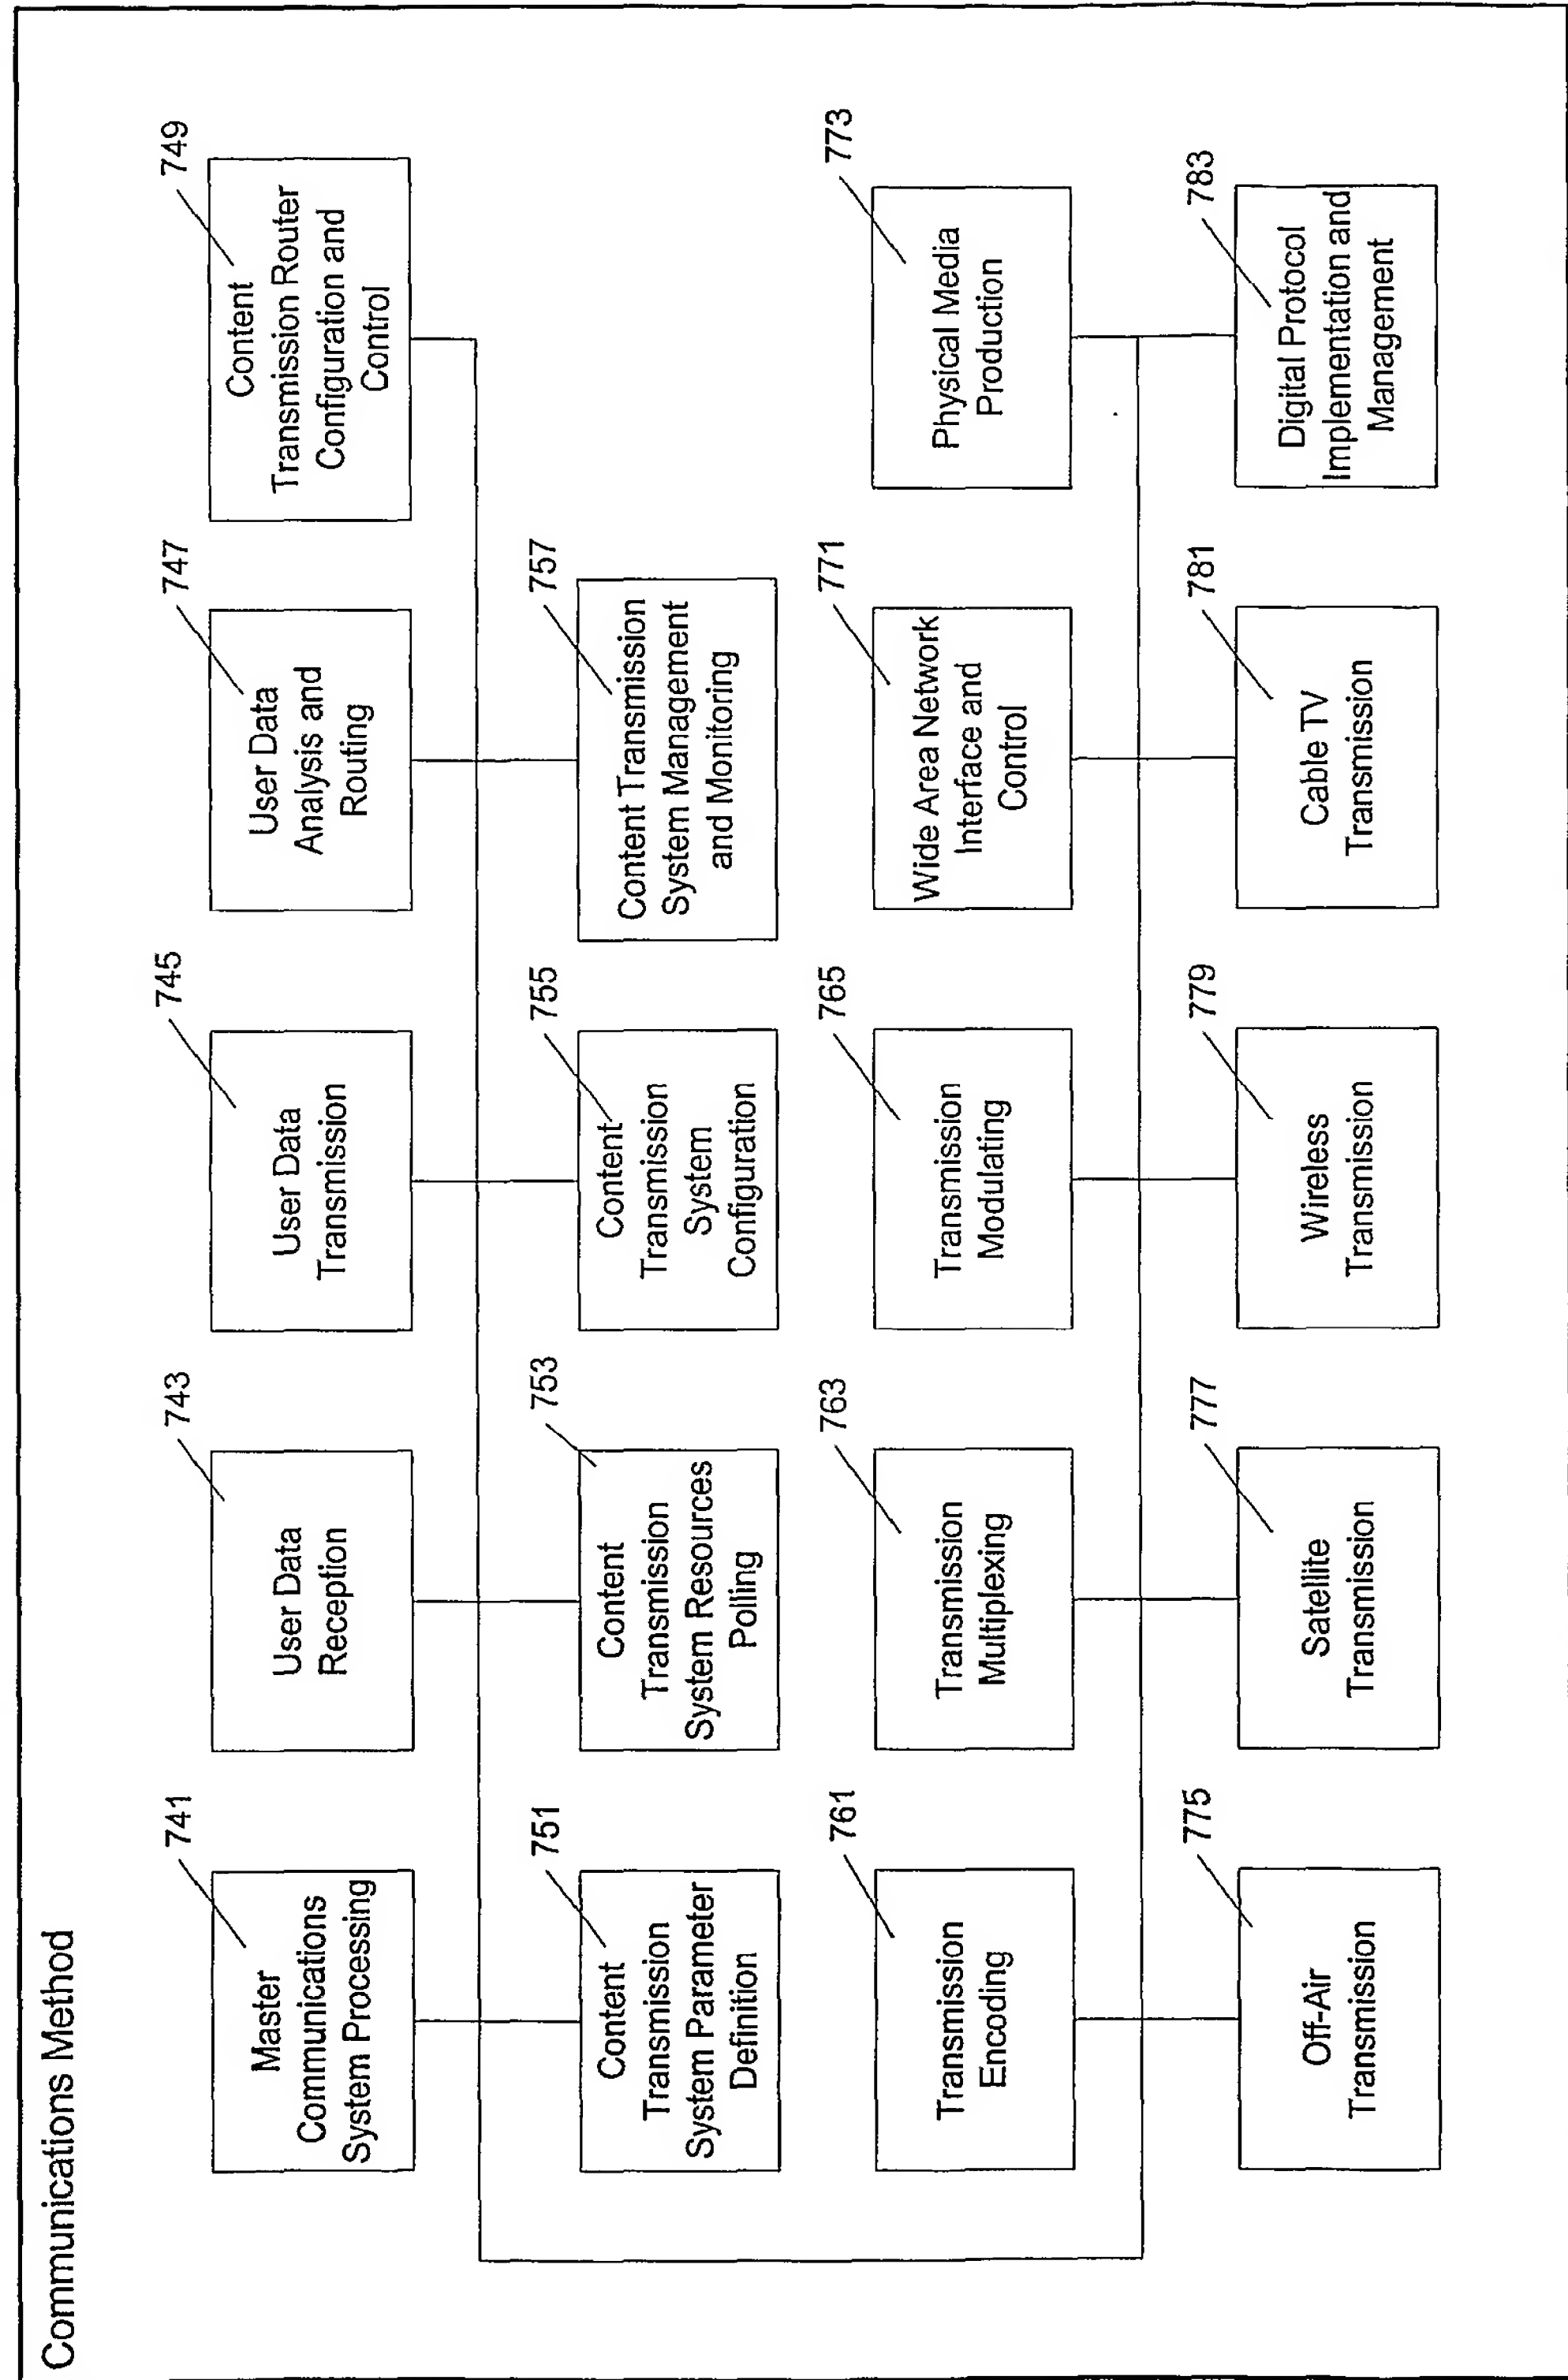 Communications Method
741
Master
Communications
System Processing
743
User Data
Reception
745
User Data
Transmission
747
User Data
Analysis and
Routing
749
Content
Transmission Router
Configuration and
Control
751
Content
Transmission
System Parameter
Definition
753
Content
Transmission
System Resources
Polling
755
Content
Transmission
System
Configuration
757
Content Transmission
System Management
and Monitoring
761
Transmission
Encoding
763
Transmission
Multiplexing
765
Transmission
Modulating
771
Wide Area Network
Interface and
Control
773
Physical Media
Production
775
Off-Air
Transmission
777
Satellite
Transmission
779
Wireless
Transmission
781
Cable TV
Transmission
783
Digital Protocol
Implementation and
Management